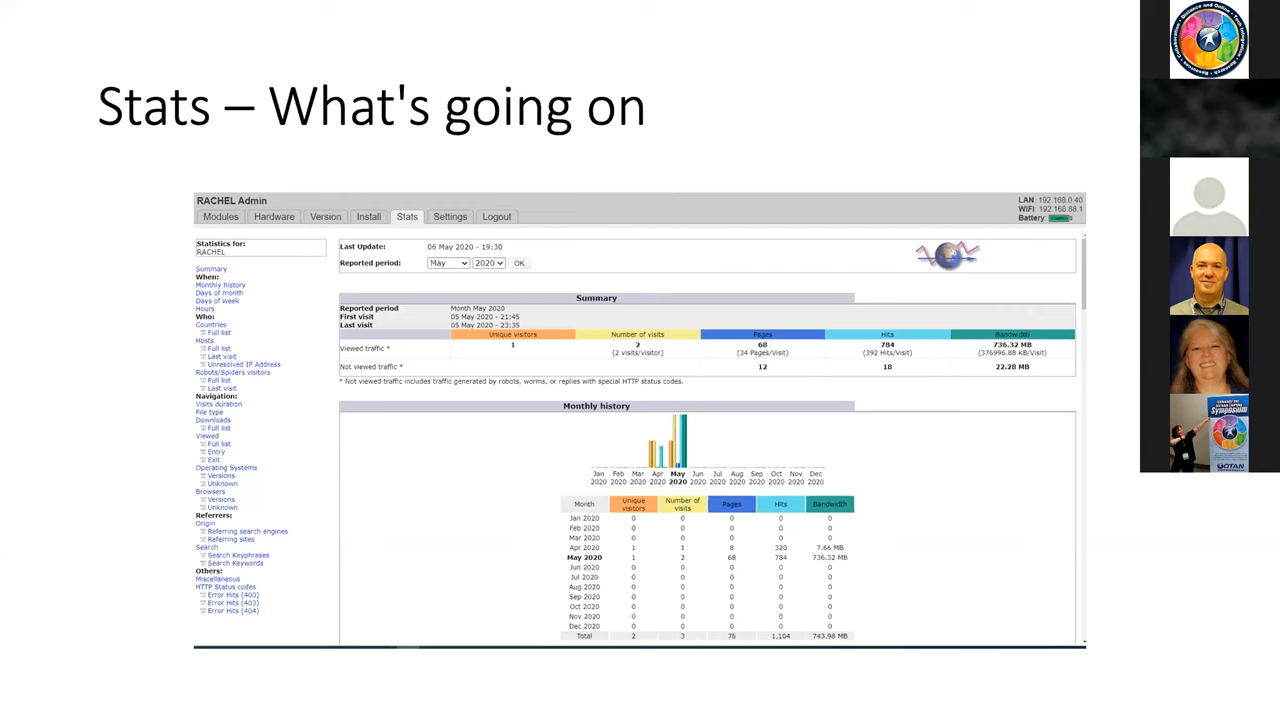 Stats – What's going on
RACHEL Admin
LAN: 192.168.0.40
WiFi: 192.168.88.1
Battery:
Modules Hardware Version Install Stats Settings Logout
Statistics for:
RACHEL
Summary
When:
Monthly history
Days of month
Days of week
Hours
Who:
Countries
Full list
Hosts
Full list
Last visit
Unresolved IP Address
Robots/Spiders visitors
Full list
Last visit
Navigation:
Visits duration
File type
Downloads
Full list
Viewed
Full list
Entry
Exit
Operating Systems
Versions
Unknown
Browsers
Versions
Unknown
Referrers:
Origin
Referring search engines
Referring sites
Search
Search Keyphrases
Search Keywords
Others:
Miscellaneous
HTTP Status codes
Error Hits (400)
Error Hits (403)
Error Hits (404)
Last Update: 06 May 2020 - 19:30
Reported period: May 2020 OK
Summary
Reported period Month May 2020
First visit 05 May 2020 - 21:45
Last visit 05 May 2020 - 23:35
Unique visitors Number of visits Pages Hits Bandwidth
Viewed traffic * 1 2 68 784 736.32 MB
(2 visits/visitor) (34 Pages/Visit) (392 Hits/Visit) (376996.88 KB/Visit)
Not viewed traffic * 12 18 22.28 MB
* Not viewed traffic includes traffic generated by robots, worms, or replies with special HTTP status codes.
Monthly history
Jan Feb Mar Apr May Jun Jul Aug Sep Oct Nov Dec
2020 2020 2020 2020 2020 2020 2020 2020 2020 2020 2020 2020
Month Unique visitors Number of visits Pages Hits Bandwidth
Jan 2020 0 0 0 0 0
Feb 2020 0 0 0 0 0
Mar 2020 0 0 0 0 0
Apr 2020 1 1 8 320 7.66 MB
May 2020 1 2 68 784 736.32 MB
Jun 2020 0 0 0 0 0
Jul 2020 0 0 0 0 0
Aug 2020 0 0 0 0 0
Sep 2020 0 0 0 0 0
Oct 2020 0 0 0 0 0
Nov 2020 0 0 0 0 0
Dec 2020 0 0 0 0 0
Total 2 3 76 1,104 743.98 MB
Distance and Online • Tech Integration • Research • Resources • Collaboration
Symposium
OTAN